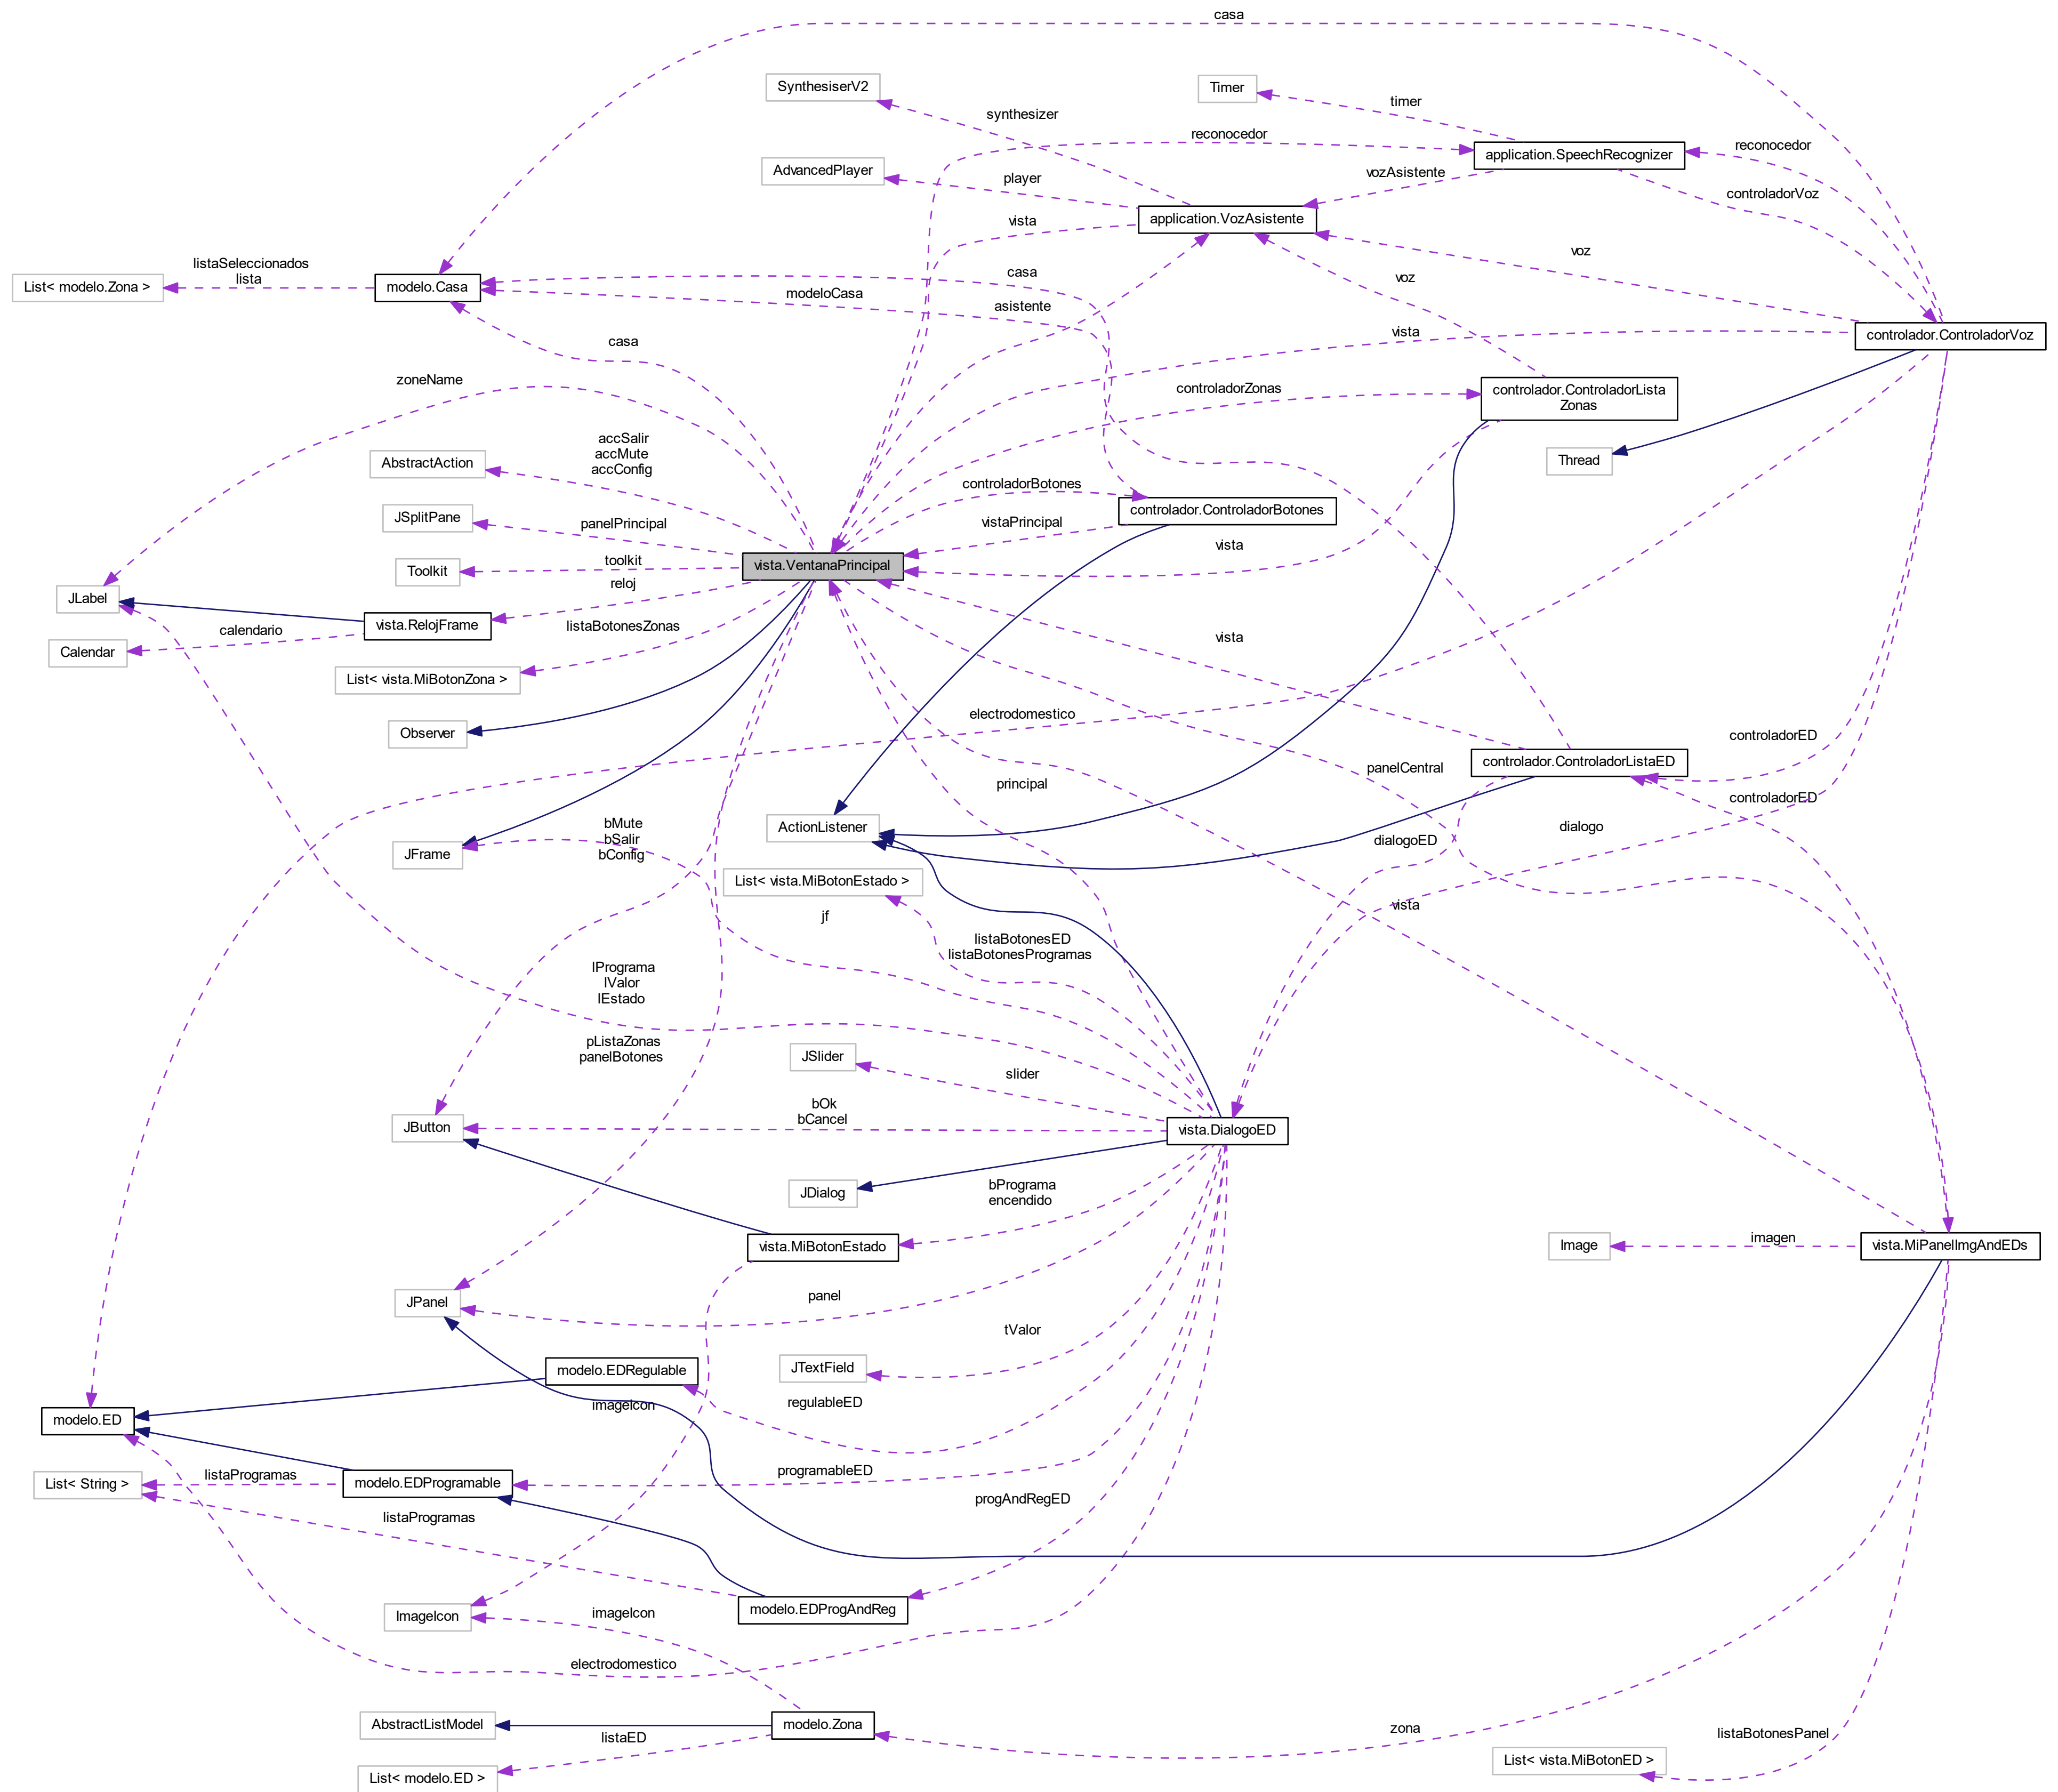 casa
SynthesiserV2
Timer
timer
synthesizer
reconocedor
reconocedor
application.SpeechRecognizer
AdvancedPlayer
player
vozAsistente
controladorVoz
vista
application.VozAsistente
voz
listaSeleccionados
lista
casa
voz
List< modelo.Zona >
modelo.Casa
modeloCasa
asistente
casa
vista
controlador.ControladorVoz
zoneName
controladorZonas
controlador.ControladorLista
Zonas
accSalir
accMute
accConfig
AbstractAction
Thread
controladorBotones
JSplitPane
panelPrincipal
vistaPrincipal
controlador.ControladorBotones
vista
toolkit
Toolkit
vista.VentanaPrincipal
reloj
JLabel
vista.RelojFrame
calendario
listaBotonesZonas
vista
Calendar
List< vista.MiBotonZona >
electrodomestico
Observer
controladorED
controlador.ControladorListaED
panelCentral
principal
controladorED
bMute
bSalir
bConfig
ActionListener
dialogoED
dialogo
JFrame
List< vista.MiBotonEstado >
jf
vista
listaBotonesED
listaBotonesProgramas
lPrograma
lValor
lEstado
pListaZonas
panelBotones
JSlider
slider
bOk
bCancel
JButton
vista.DialogoED
JDialog
bPrograma
encendido
vista.MiBotonEstado
Image
imagen
vista.MiPanelImgAndEDs
JPanel
panel
tValor
JTextField
modelo.EDRegulable
imageIcon
regulableED
modelo.ED
listaProgramas
programableED
List< String >
modelo.EDProgramable
progAndRegED
listaProgramas
ImageIcon
imageIcon
modelo.EDProgAndReg
electrodomestico
AbstractListModel
modelo.Zona
zona
listaED
listaBotonesPanel
List< modelo.ED >
List< vista.MiBotonED >